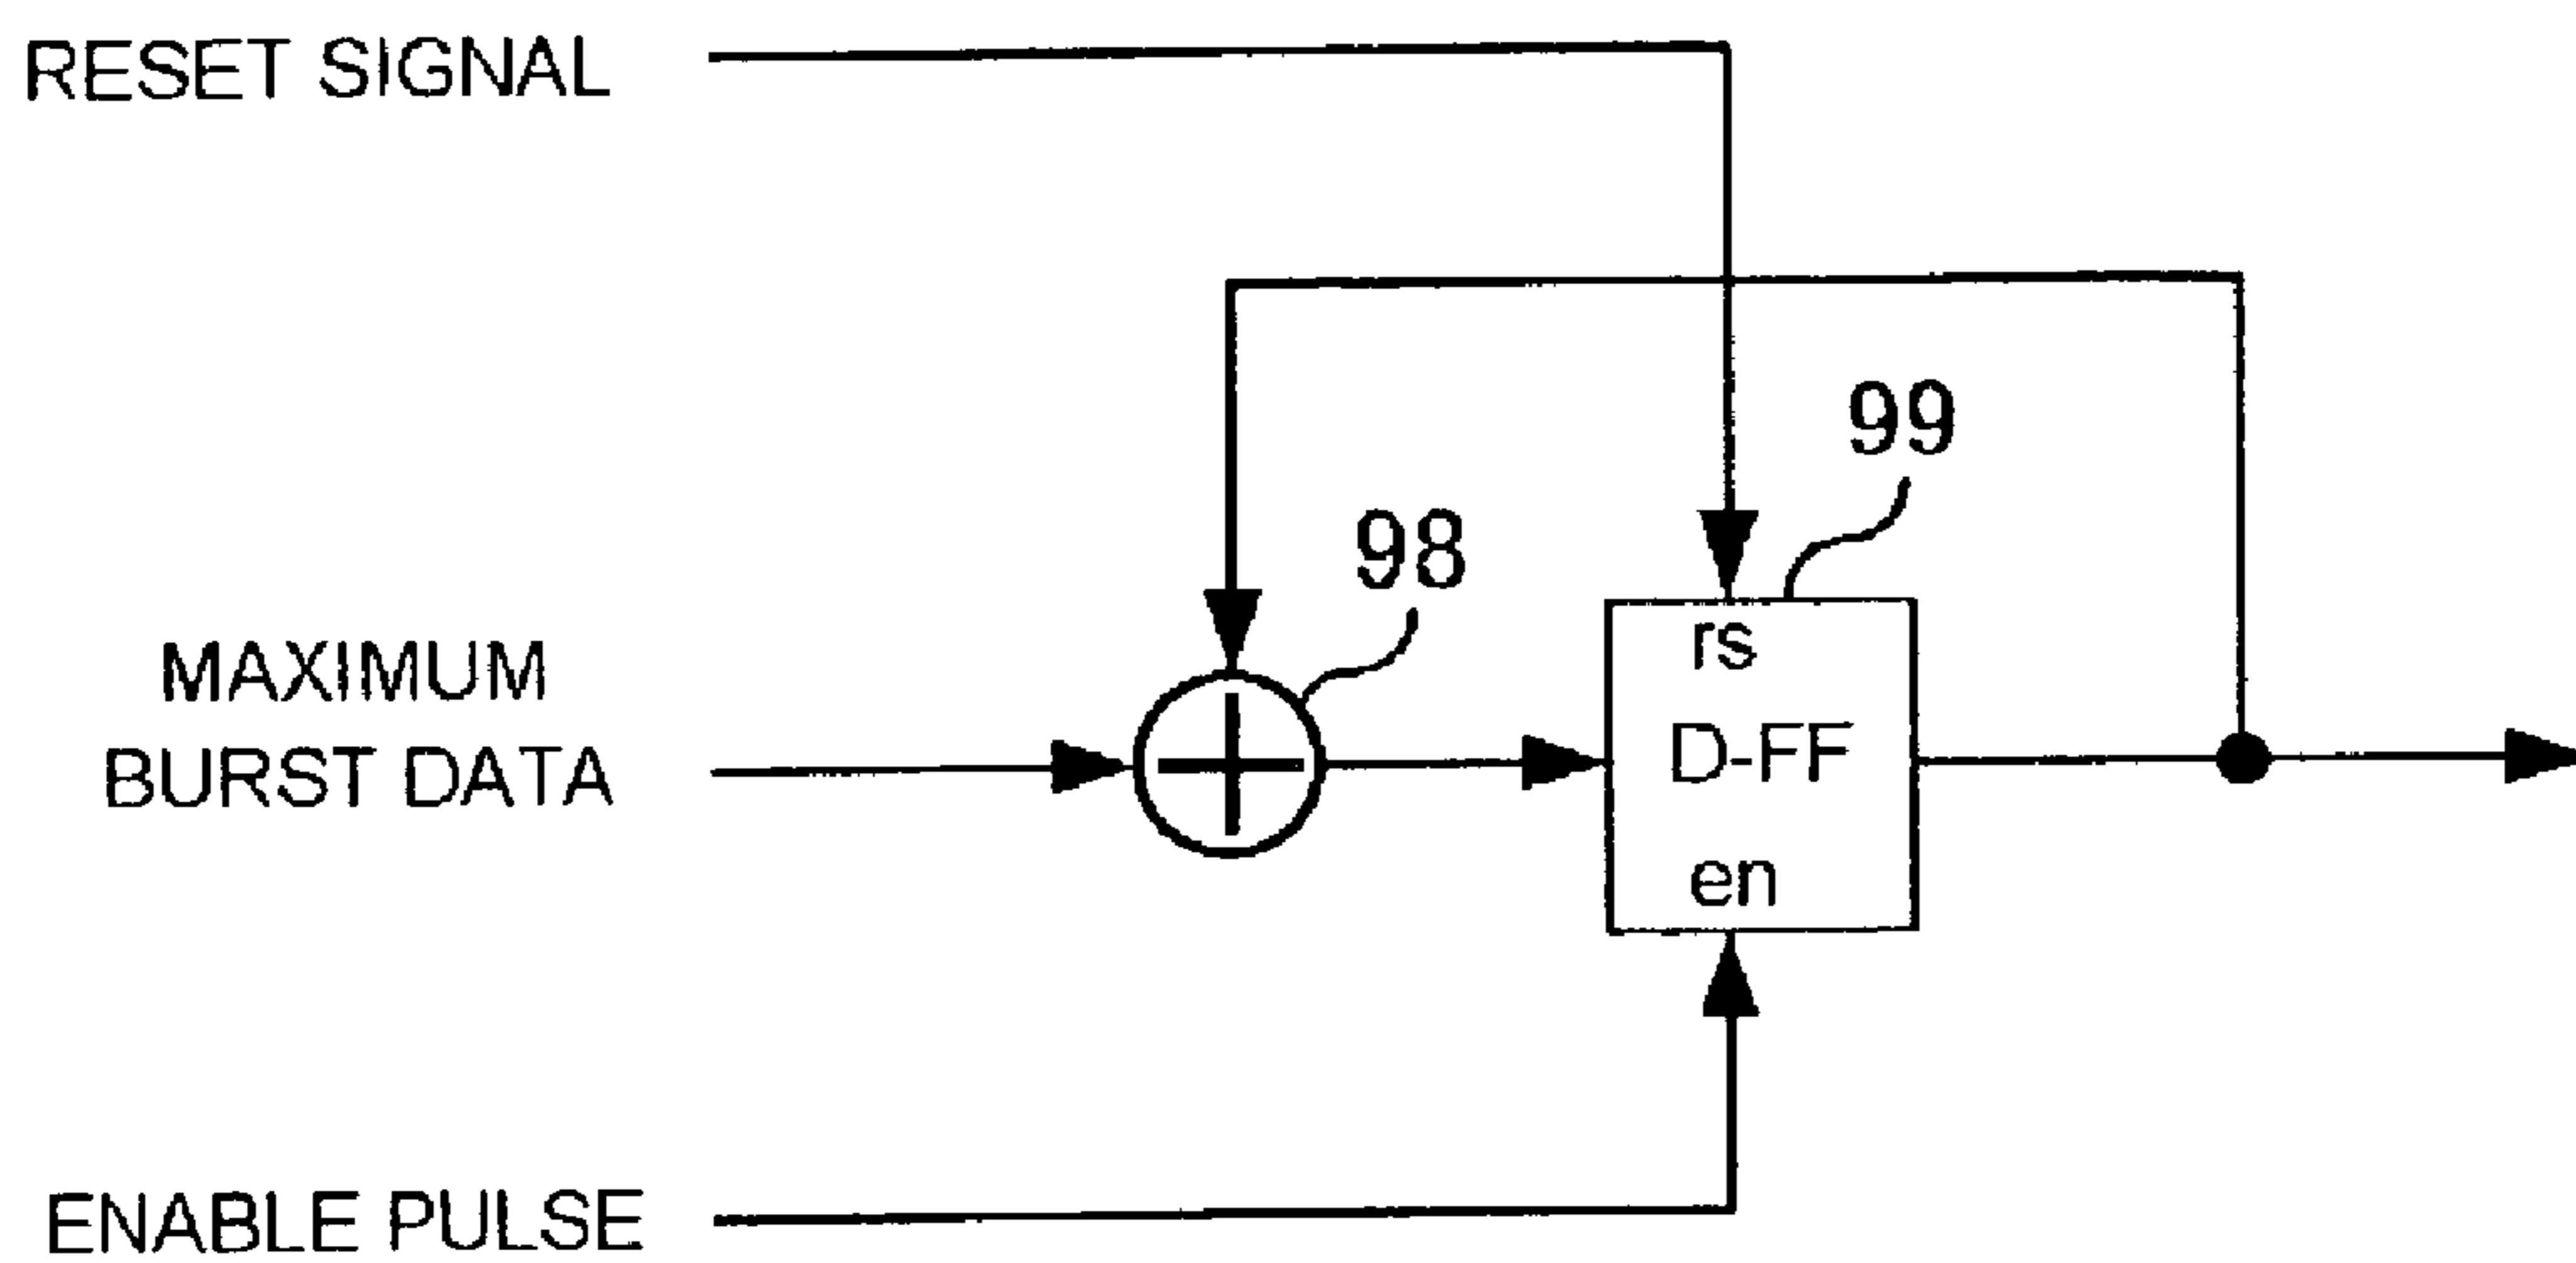 RESET SIGNAL
99
98
MAXIMUM
BURST DATA
rs
D-FF
en
ENABLE PULSE